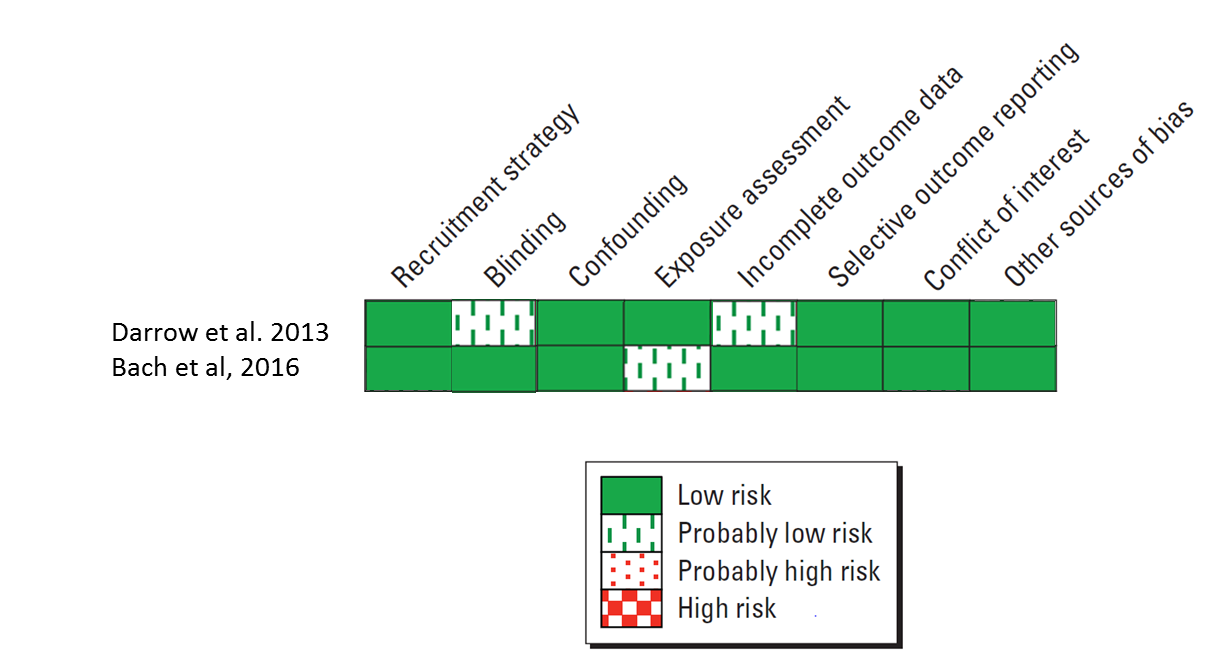 Recruitment strategy
Blinding
Confounding
Exposure assessment
Incomplete outcome data
Selective outcome reporting
Conflict of interest
Other sources of bias
Darrow et al. 2013
Bach et al, 2016
Low risk
Probably low risk
Probably high risk
High risk